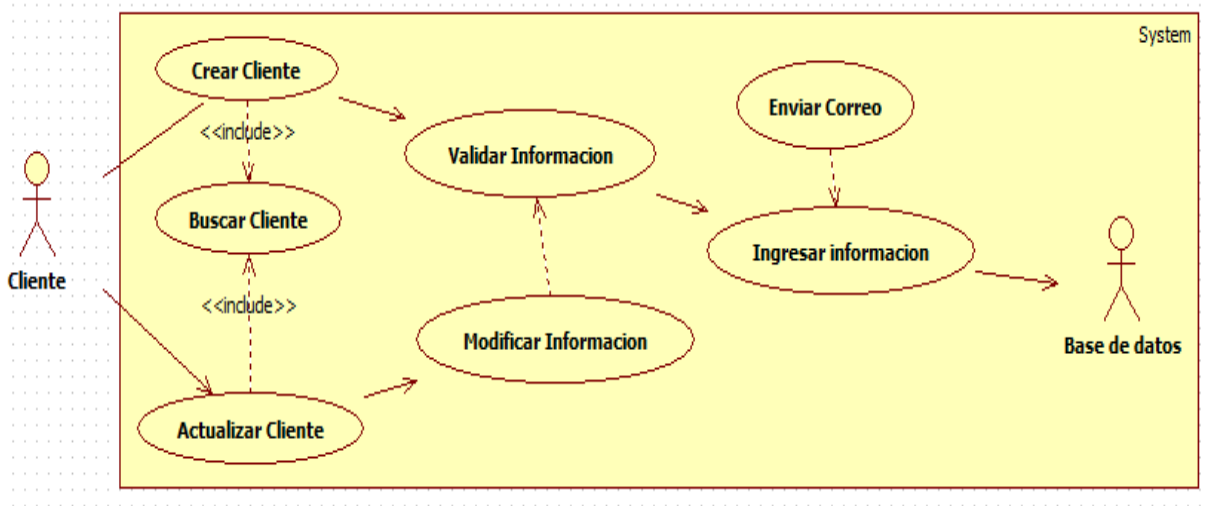 System
Crear Cliente
<<include>>
Buscar Cliente
<<include>>
Actualizar Cliente
Cliente
Validar Informacion
Modificar Informacion
Enviar Correo
Ingresar informacion
Base de datos